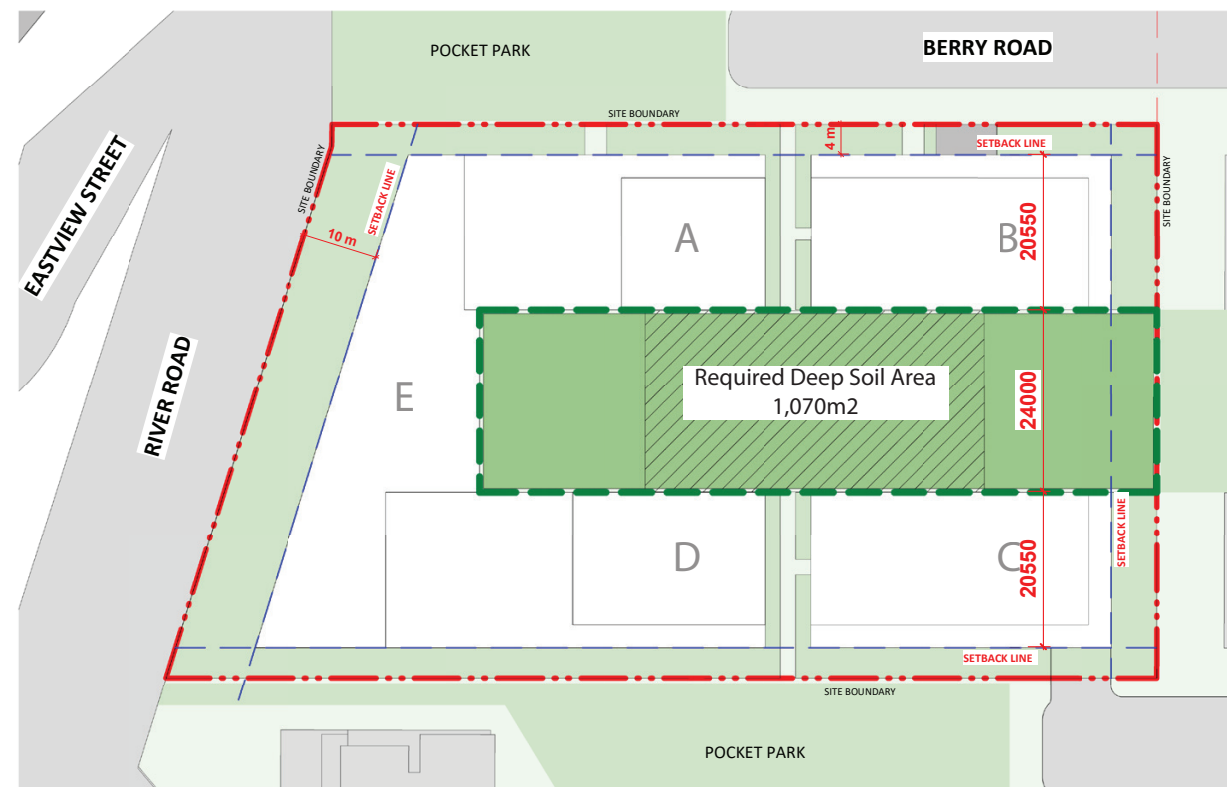 POCKET PARK
BERRY ROAD
SITE BOUNDARY
4 m
SETBACK LINE
EASTVIEW STREET
SITE BOUNDARY
SETBACK LINE
10 m
SITE BOUNDARY
A
B
20550
RIVER ROAD
E
Required Deep Soil Area
1,070m2
24000
D
C
20550
SETBACK LINE
SETBACK LINE
SITE BOUNDARY
POCKET PARK